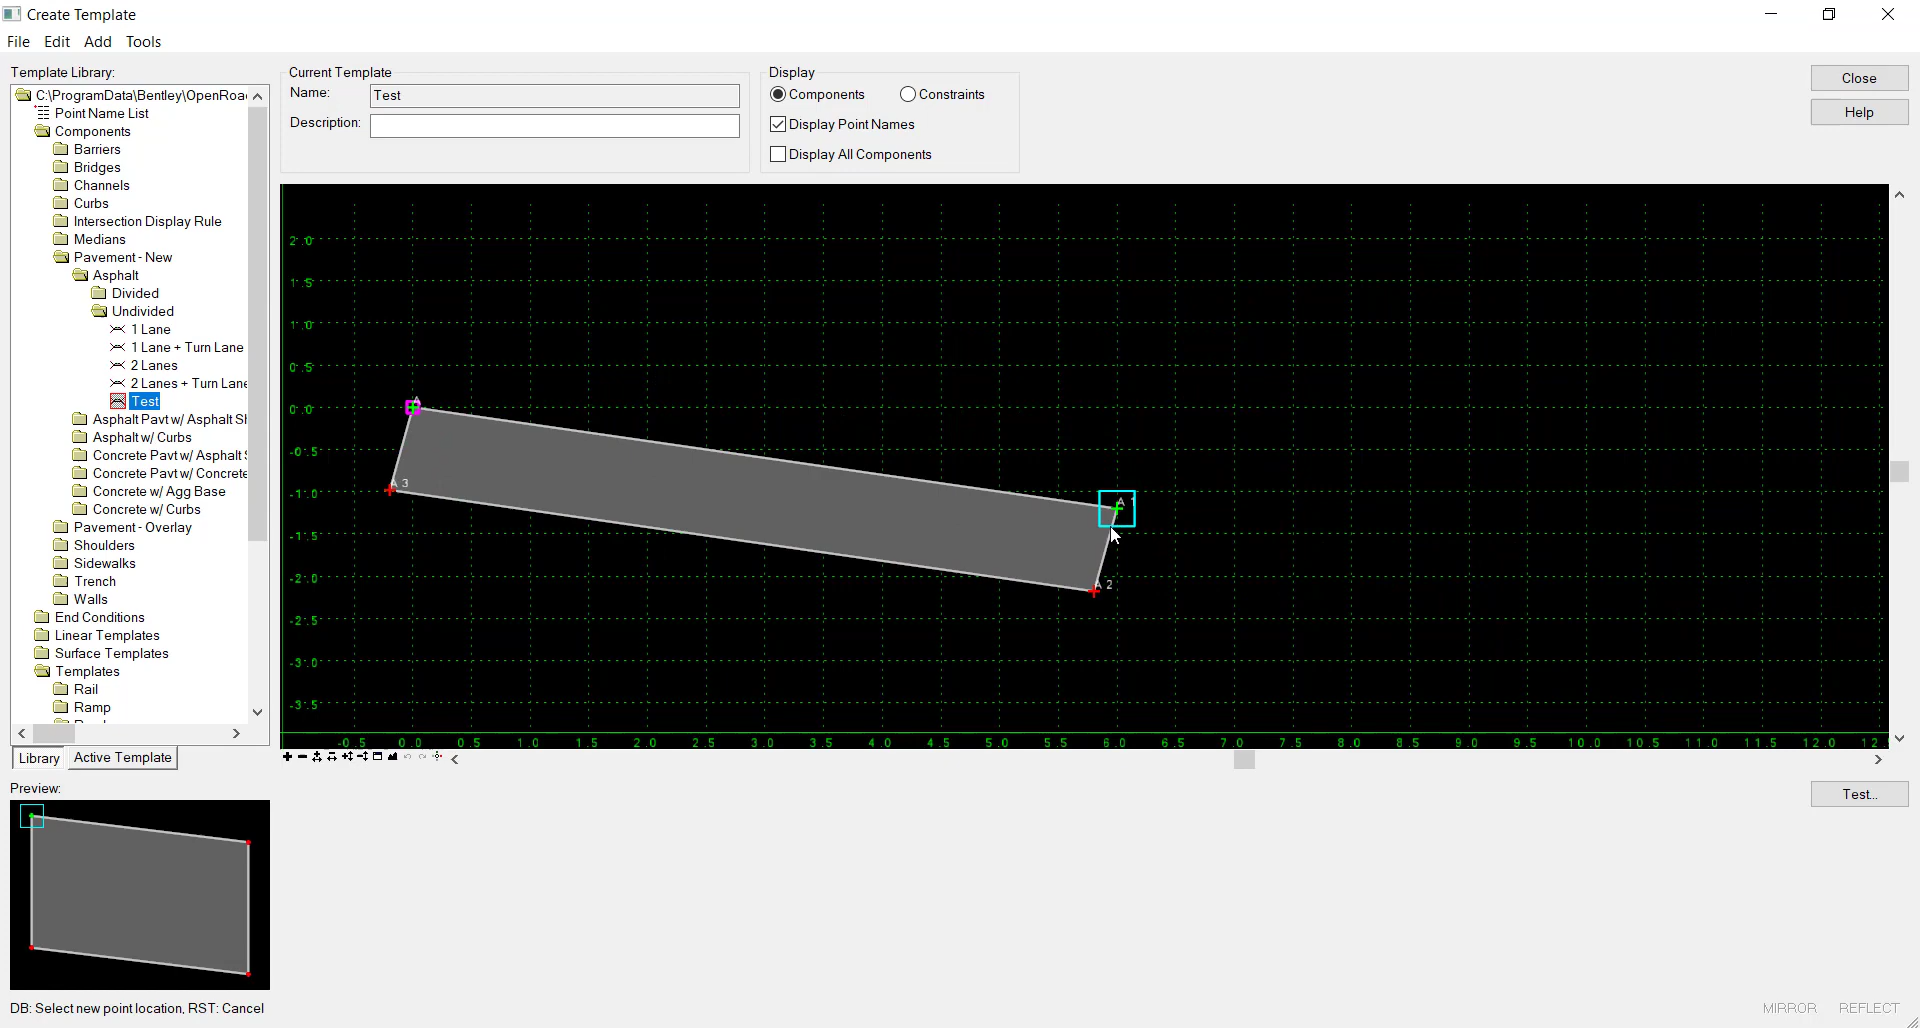 Create Template
File Edit Add Tools
Template Library:
C:\ProgramData\Bentley\OpenRoa
Point Name List
Components
Barriers
Bridges
Channels
Curbs
Intersection Display Rule
Medians
Pavement - New
Asphalt
Divided
Undivided
1 Lane
1 Lane + Turn Lane
2 Lanes
2 Lanes + Turn Lane
Test
Asphalt Pavt w/ Asphalt S
Asphalt w/ Curbs
Concrete Pavt w/ Asphalt
Concrete Pavt w/ Concrete
Concrete w/ Agg Base
Concrete w/ Curbs
Pavement - Overlay
Shoulders
Sidewalks
Trench
Walls
End Conditions
Linear Templates
Surface Templates
Templates
Rail
Ramp
Library Active Template
Current Template
Name: Test
Description:
Display
Components Constraints
Display Point Names
Display All Components
Close
Help
2.0
1.5
1.0
0.5
0.0
-0.5
-1.0
-1.5
-2.0
-2.5
-3.0
-3.5
A
A 3
A 1
A 2
-0.5 0.0 0.5 1.0 1.5 2.0 2.5 3.0 3.5 4.0 4.5 5.0 5.5 6.0 6.5 7.0 7.5 8.0 8.5 9.0 9.5 10.0 10.5 11.0 11.5 12.0 12.
Preview:
Test...
DB: Select new point location, RST: Cancel
MIRROR REFLECT